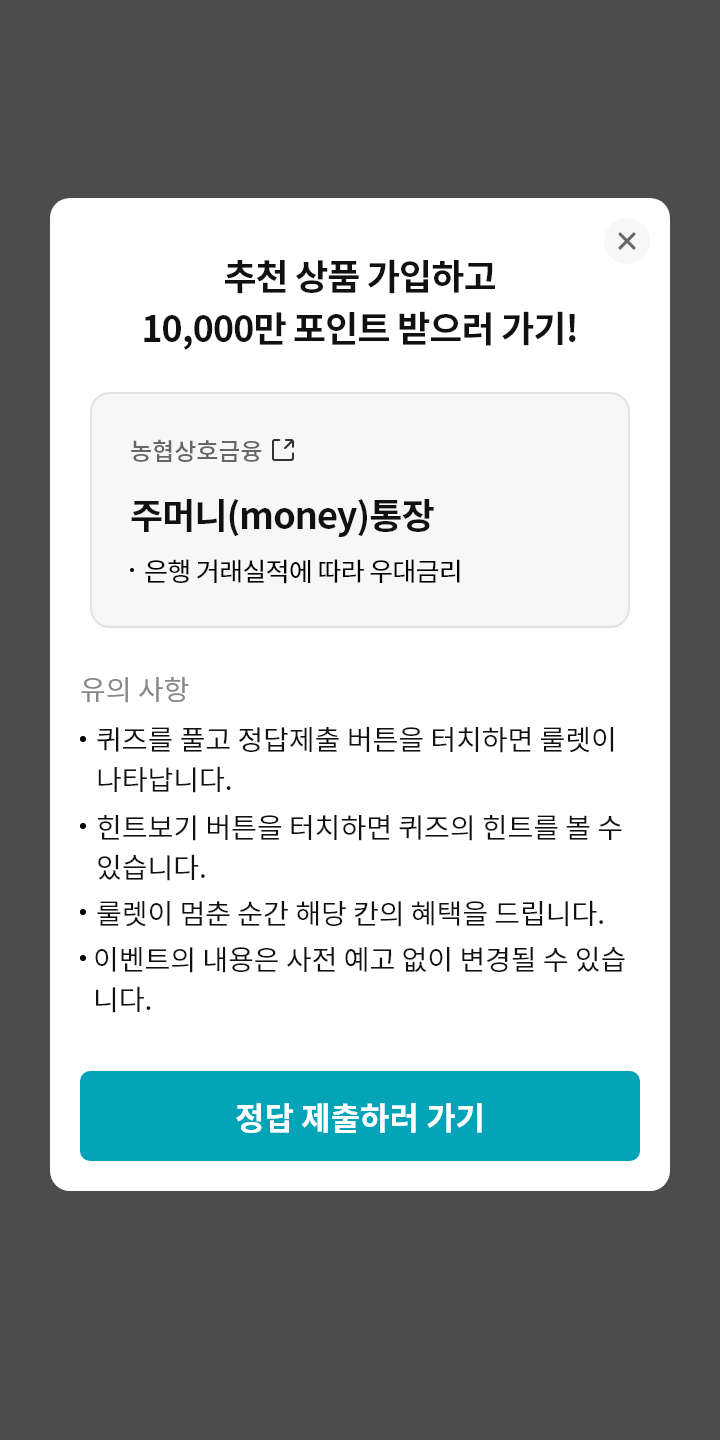 추천 상품 가입하고
10,000만 포인트 받으러 가기!
농협상호금융
주머니(money)통장
· 은행 거래실적에 따라 우대금리
유의 사항
• 퀴즈를 풀고 정답제출 버튼을 터치하면 룰렛이
나타납니다.
• 힌트보기 버튼을 터치하면 퀴즈의 힌트를 볼 수
있습니다.
• 룰렛이 멈춘 순간 해당 칸의 혜택을 드립니다.
• 이벤트의 내용은 사전 예고 없이 변경될 수 있습
니다.
정답 제출하러 가기